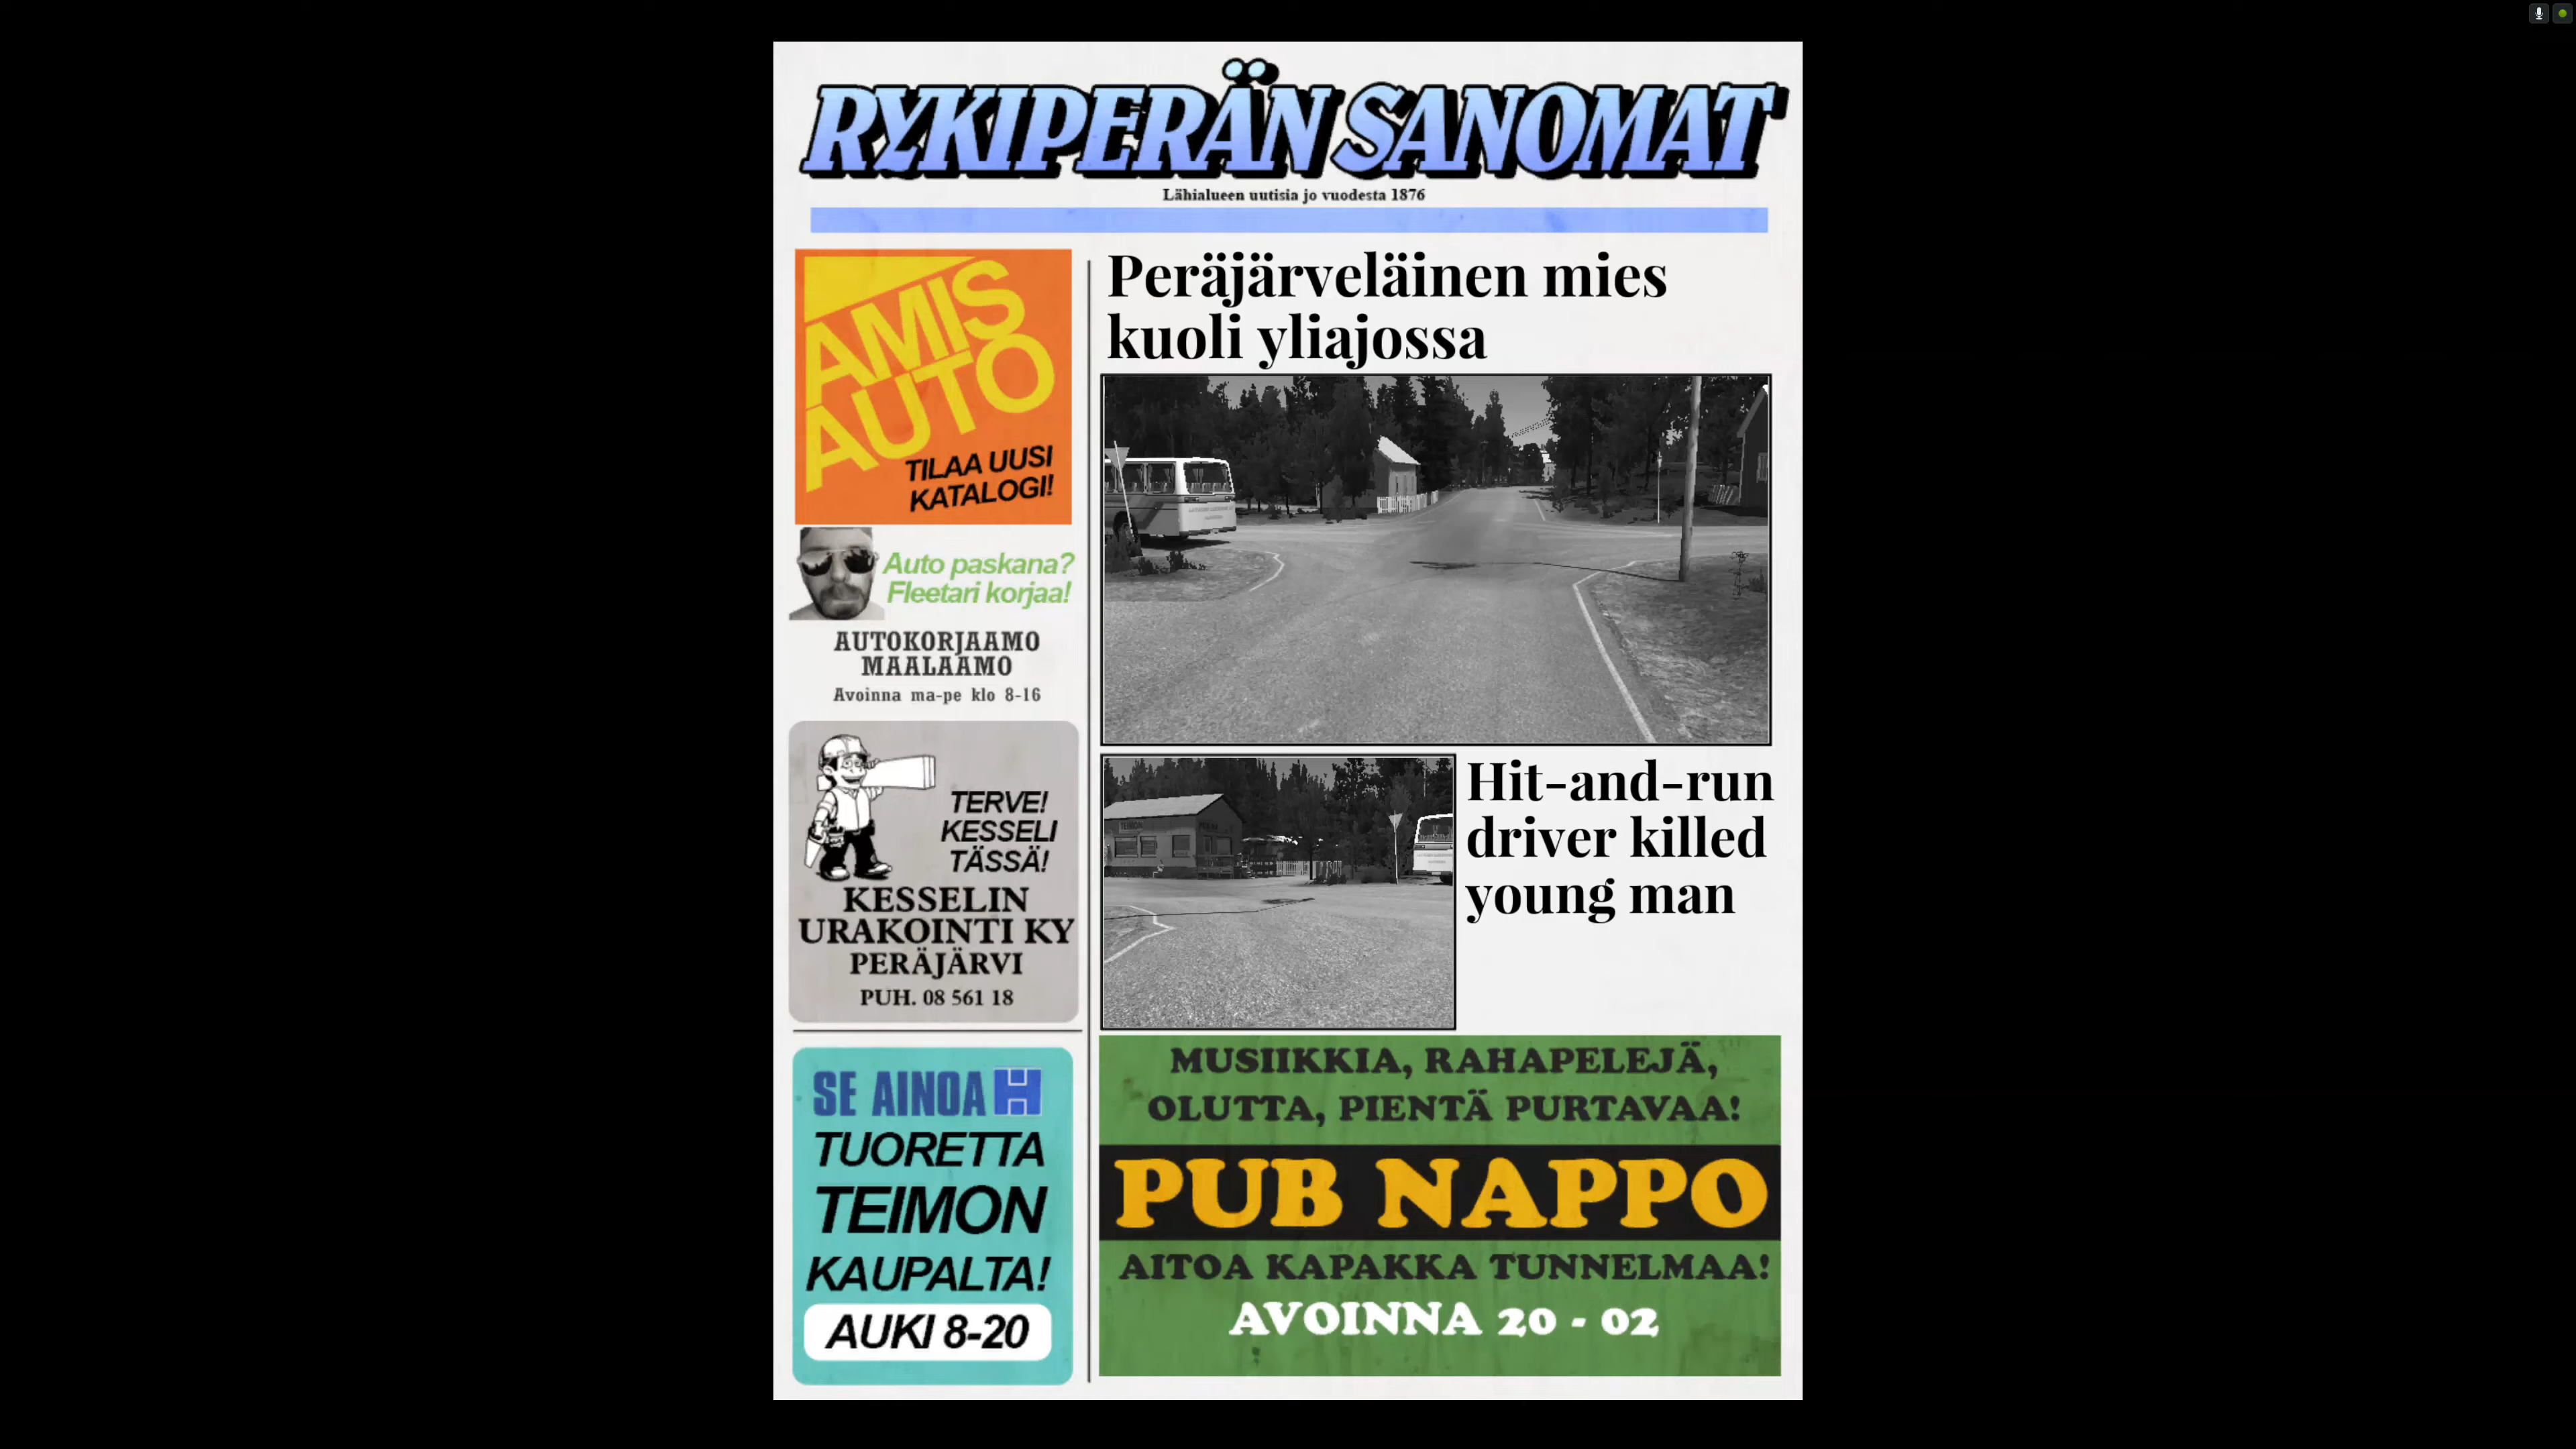 RYKIPERÄN SANOMAT
Lähialueen uutisia jo vuodesta 1876
AMIS
AUTO
TILAA UUSI
KATALOGI!
Auto paskana?
Fleetari korjaa!
AUTOKORJAAMO
MAALAAMO
Avoinna ma-pe klo 8-16
TERVE!
KESSELI
TÄSSÄ!
KESSELIN
URAKOINTI KY
PERÄJÄRVI
PUH. 08 561 18
SE AINOA H
TUORETTA
TEIMON
KAUPALTA!
AUKI 8-20
Peräjärveläinen mies
kuoli yliajossa
Hit-and-run
driver killed
young man
MUSIIKKIA, RAHAPELEJÄ,
OLUTTA, PIENTÄ PURTAVAA!
PUB NAPPO
AITOA KAPAKKA TUNNELMAA!
AVOINNA 20 - 02